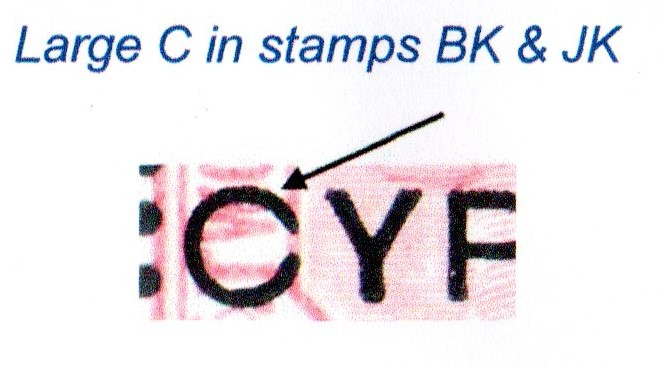 Large C in stamps BK & JK
CYP